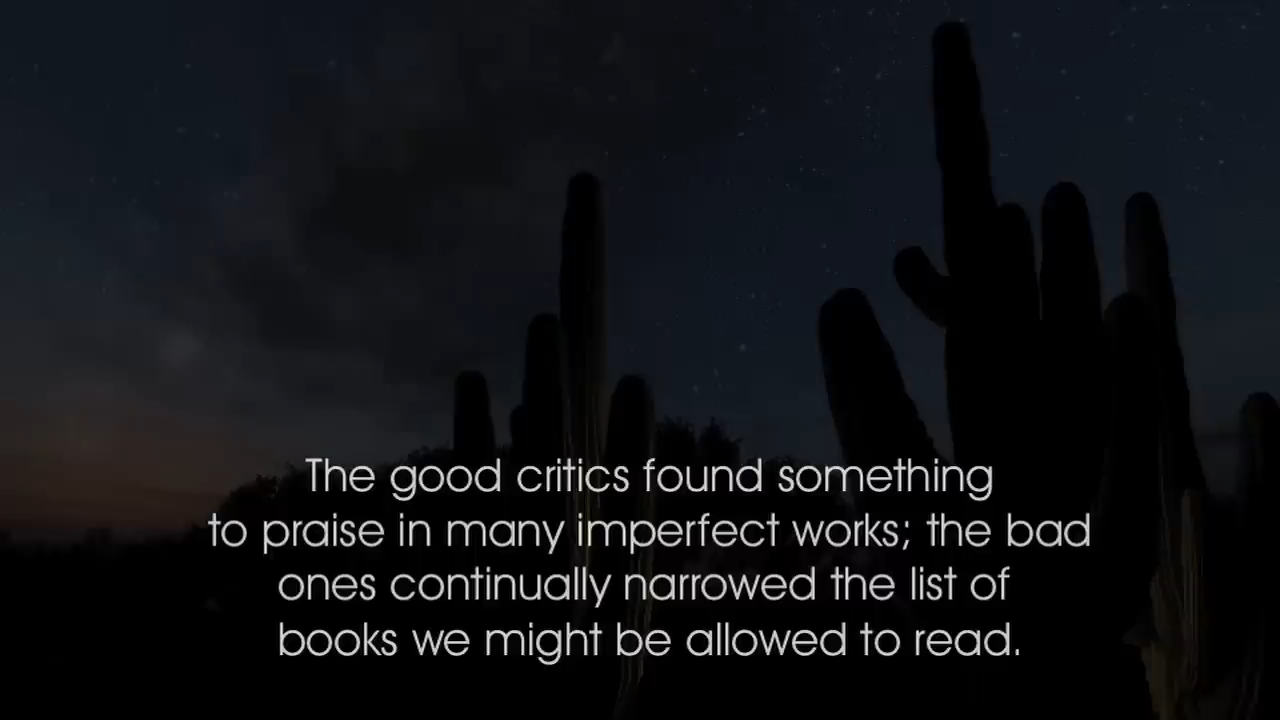 The good critics found something
to praise in many imperfect works; the bad
ones continually narrowed the list of
books we might be allowed to read.